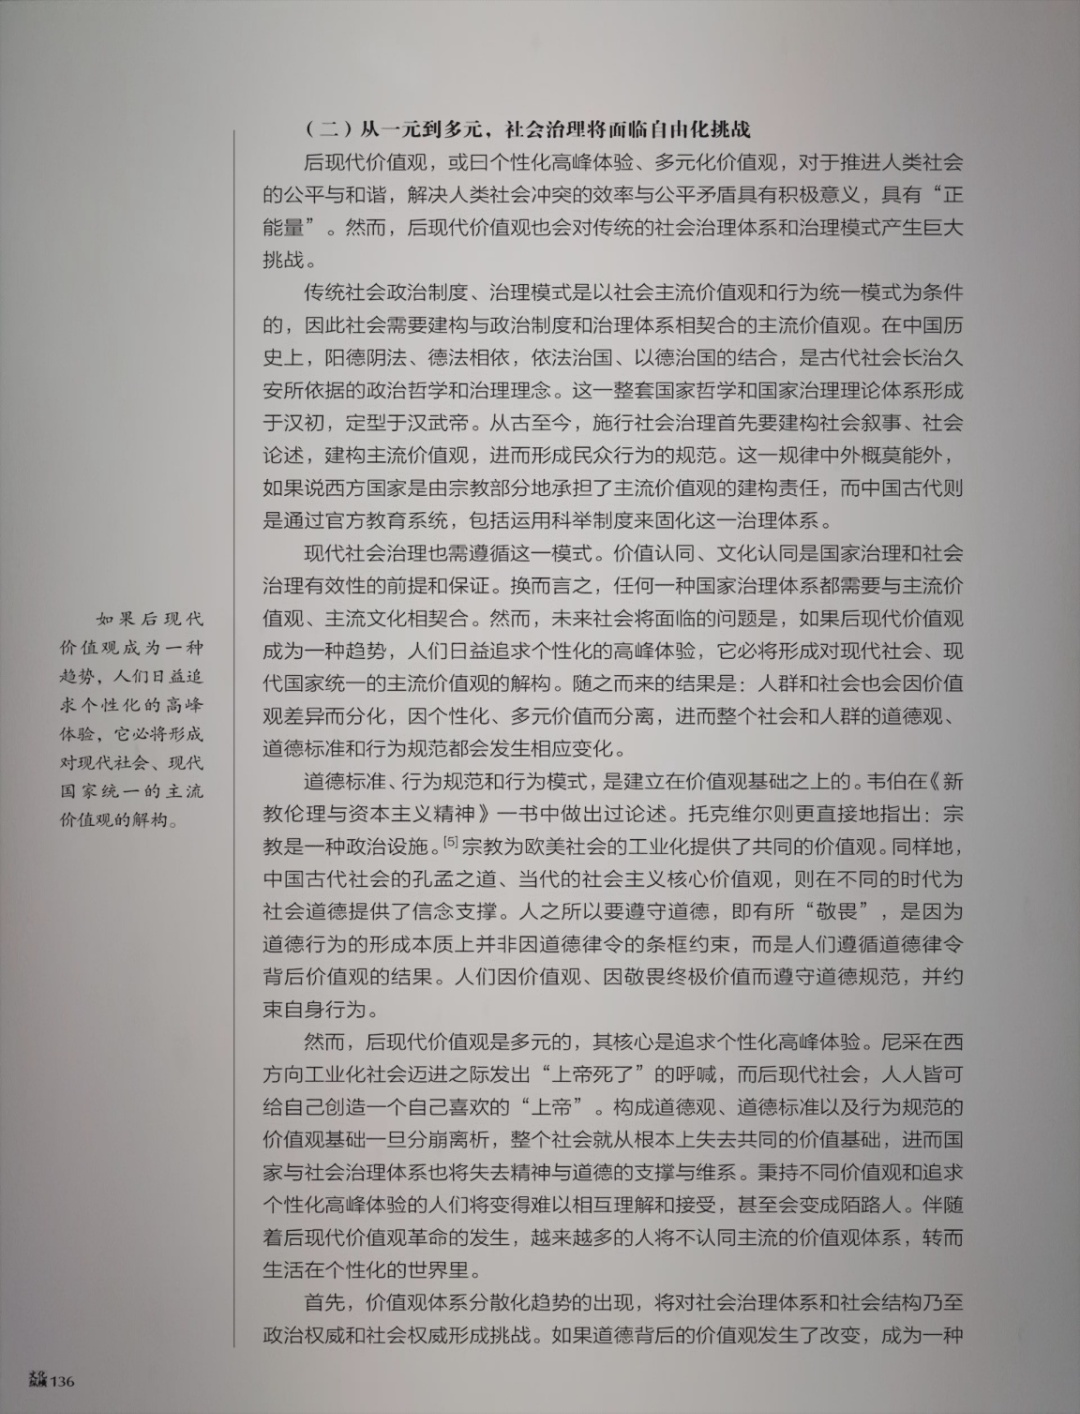 （二）从一元到多元，社会治理将面临自由化挑战
后现代价值观，或曰个性化高峰体验、多元化价值观，对于推进人类社会
的公平与和谐，解决人类社会冲突的效率与公平矛盾具有积极意义，具有“正
能量”。然而，后现代价值观也会对传统的社会治理体系和治理模式产生巨大
挑战。
传统社会政治制度、治理模式是以社会主流价值观和行为统一模式为条件
的，因此社会需要建构与政治制度和治理体系相契合的主流价值观。在中国历
史上，阳德阴法、德法相依，依法治国、以德治国的结合，是古代社会长治久
安所依据的政治哲学和治理理念。这一整套国家哲学和国家治理理论体系形成
于汉初，定型于汉武帝。从古至今，施行社会治理首先要建构社会叙事、社会
论述，建构主流价值观，进而形成民众行为的规范。这一规律中外概莫能外，
如果说西方国家是由宗教部分地承担了主流价值观的建构责任，而中国古代则
是通过官方教育系统，包括运用科举制度来固化这一治理体系。
现代社会治理也需遵循这一模式。价值认同、文化认同是国家治理和社会
治理有效性的前提和保证。换而言之，任何一种国家治理体系都需要与主流价
值观、主流文化相契合。然而，未来社会将面临的问题是，如果后现代价值观
成为一种趋势，人们日益追求个性化的高峰体验，它必将形成对现代社会、现
代国家统一的主流价值观的解构。随之而来的结果是：人群和社会也会因价值
观差异而分化，因个性化、多元价值而分离，进而整个社会和人群的道德观、
道德标准和行为规范都会发生相应变化。
道德标准、行为规范和行为模式，是建立在价值观基础之上的。韦伯在《新
教伦理与资本主义精神》一书中做出过论述。托克维尔则更直接地指出：宗
教是一种政治设施。[5]宗教为欧美社会的工业化提供了共同的价值观。同样地，
中国古代社会的孔孟之道、当代的社会主义核心价值观，则在不同的时代为
社会道德提供了信念支撑。人之所以要遵守道德，即有所“敬畏”，是因为
道德行为的形成本质上并非因道德律令的条框约束，而是人们遵循道德律令
背后价值观的结果。人们因价值观、因敬畏终极价值而遵守道德规范，并约
束自身行为。
然而，后现代价值观是多元的，其核心是追求个性化高峰体验。尼采在西
方向工业化社会迈进之际发出“上帝死了”的呼喊，而后现代社会，人人皆可
给自己创造一个自己喜欢的“上帝”。构成道德观、道德标准以及行为规范的
价值观基础一旦分崩离析，整个社会就从根本上失去共同的价值基础，进而国
家与社会治理体系也将失去精神与道德的支撑与维系。秉持不同价值观和追求
个性化高峰体验的人们将变得难以相互理解和接受，甚至会变成陌路人。伴随
着后现代价值观革命的发生，越来越多的人将不认同主流的价值观体系，转而
生活在个性化的世界里。
首先，价值观体系分散化趋势的出现，将对社会治理体系和社会结构乃至
政治权威和社会权威形成挑战。如果道德背后的价值观发生了改变，成为一种
如果后现代
价值观成为一种
趋势，人们日益追
求个性化的高峰
体验，它必将形成
对现代社会、现代
国家统一的主流
价值观的解构。
文化
纵横 136